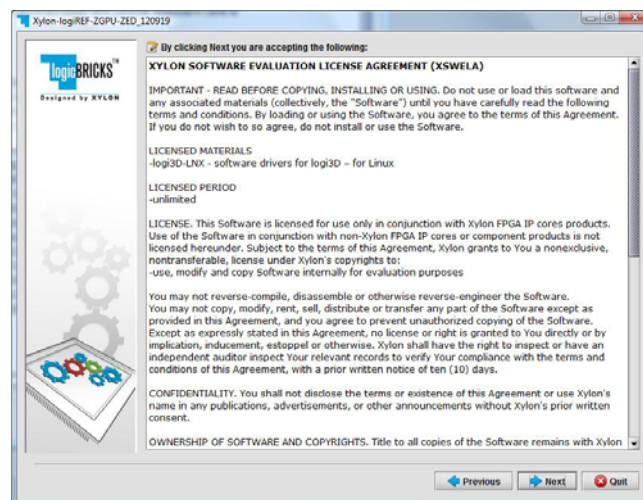 Xylon-logiREF-ZGPU-ZED_120919
logicBRICKS™
Designed by XYLON
By clicking Next you are accepting the following:
XYLON SOFTWARE EVALUATION LICENSE AGREEMENT (XSWELA)
IMPORTANT - READ BEFORE COPYING, INSTALLING OR USING. Do not use or load this software and
any associated materials (collectively, the "Software") until you have carefully read the following
terms and conditions. By loading or using the Software, you agree to the terms of this Agreement.
If you do not wish to so agree, do not install or use the Software.
LICENSED MATERIALS
-logi3D-LNX - software drivers for logi3D – for Linux
LICENSED PERIOD
-unlimited
LICENSE. This Software is licensed for use only in conjunction with Xylon FPGA IP cores products.
Use of the Software in conjunction with non-Xylon FPGA IP cores or component products is not
licensed hereunder. Subject to the terms of this Agreement, Xylon grants to You a nonexclusive,
nontransferable, license under Xylon's copyrights to:
-use, modify and copy Software internally for evaluation purposes
You may not reverse-compile, disassemble or otherwise reverse-engineer the Software.
You may not copy, modify, rent, sell, distribute or transfer any part of the Software except as
provided in this Agreement, and you agree to prevent unauthorized copying of the Software.
Except as expressly stated in this Agreement, no license or right is granted to You directly or by
implication, inducement, estoppel or otherwise. Xylon shall have the right to inspect or have an
independent auditor inspect Your relevant records to verify Your compliance with the terms and
conditions of this Agreement, with a prior written notice of ten (10) days.
CONFIDENTIALITY. You shall not disclose the terms or existence of this Agreement or use Xylon's
name in any publications, advertisements, or other announcements without Xylon's prior written
consent.
OWNERSHIP OF SOFTWARE AND COPYRIGHTS. Title to all copies of the Software remains with Xylon
Previous
Next
Quit